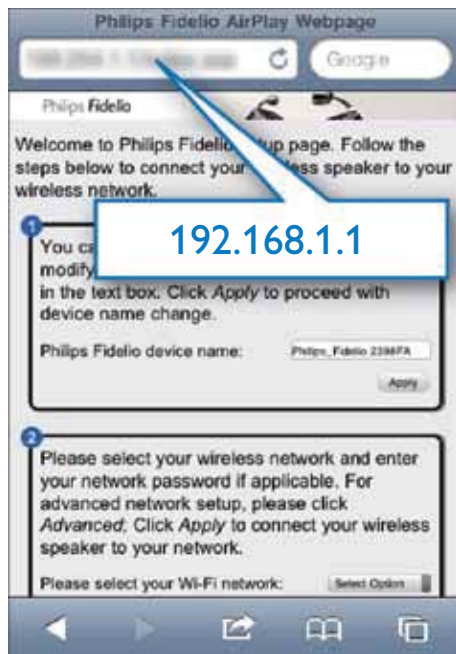 Philips Fidelio AirPlay Webpage
Google
Philips Fidelio
Welcome to Philips Fidelio setup page. Follow the
steps below to connect your wireless speaker to your
wireless network.
192.168.1.1
1
You ca
modify
in the text box. Click Apply to proceed with
device name change.
Philips Fidelio device name:
Apply
2
Please select your wireless network and enter
your network password if applicable. For
advanced network setup, please click
Advanced; Click Apply to connect your wireless
speaker to your network.
Please select your Wi-Fi network: Select Option